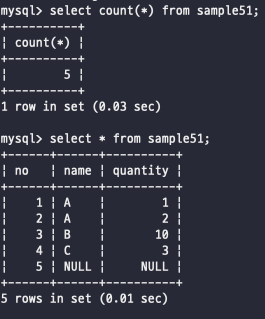 mysql> select count(*) from sample51;
+----------+
| count(*) |
+----------+
|        5 |
+----------+
1 row in set (0.03 sec)

mysql> select * from sample51;
+------+------+----------+
| no   | name | quantity |
+------+------+----------+
|    1 | A    |        1 |
|    2 | A    |        2 |
|    3 | B    |       10 |
|    4 | C    |        3 |
|    5 | NULL |     NULL |
+------+------+----------+
5 rows in set (0.01 sec)